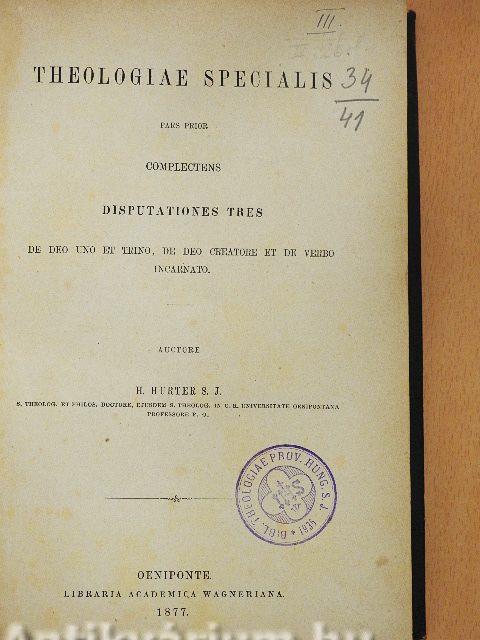 III.
34
41
THEOLOGIAE SPECIALIS
PARS PRIOR
COMPLECTENS
DISPUTATIONES TRES
DE DEO UNO ET TRINO, DE DEO CREATORE ET DE VERBO
INCARNATO.
AUCTORE
H. HURTER S. J.
S. THEOLOG. ET PHILOS. DOCTORE, EJUSDEM S. THEOLOG. IN C. R. UNIVERSITATE OENIPONTANA
PROFESSORE P. O.
BIBL. THEOLOGIAE PROV. HUNG. S. J.
OENIPONTE.
LIBRARIA ACADEMICA WAGNERIANA.
1877.
Antikvárium.hu